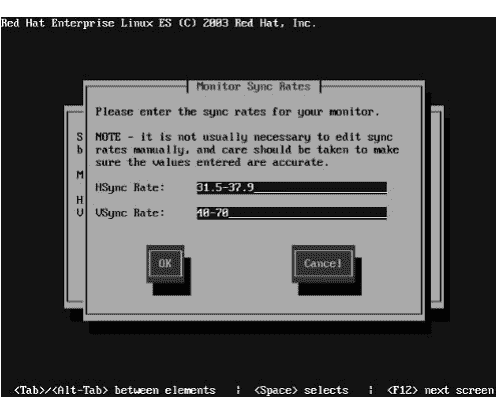 Red Hat Enterprise Linux ES (C) 2003 Red Hat, Inc.
Monitor Sync Rates
Please enter the sync rates for your monitor.
NOTE - it is not usually necessary to edit sync
rates manually, and care should be taken to make
sure the values entered are accurate.
HSync Rate: 31.5-37.9
VSync Rate: 40-70
OK Cancel
S
b
M
H
V
<Tab>/<Alt-Tab> between elements | <Space> selects | <F12> next screen